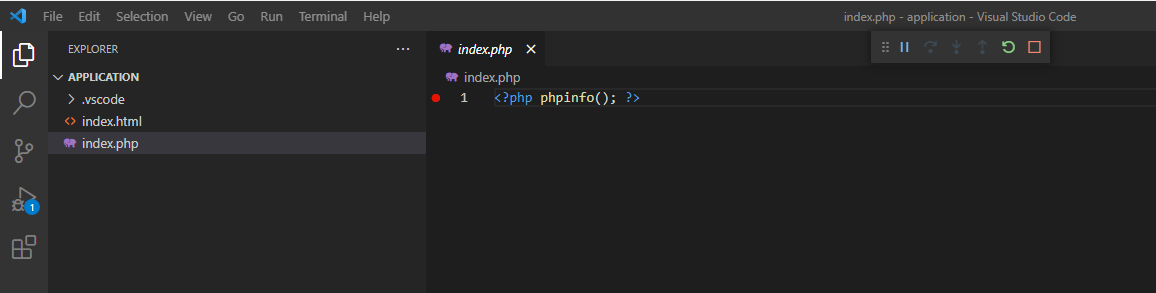 File Edit Selection View Go Run Terminal Help index.php - application - Visual Studio Code
EXPLORER ...
index.php
APPLICATION
index.php
.vscode
1 <?php phpinfo(); ?>
index.html
index.php
1